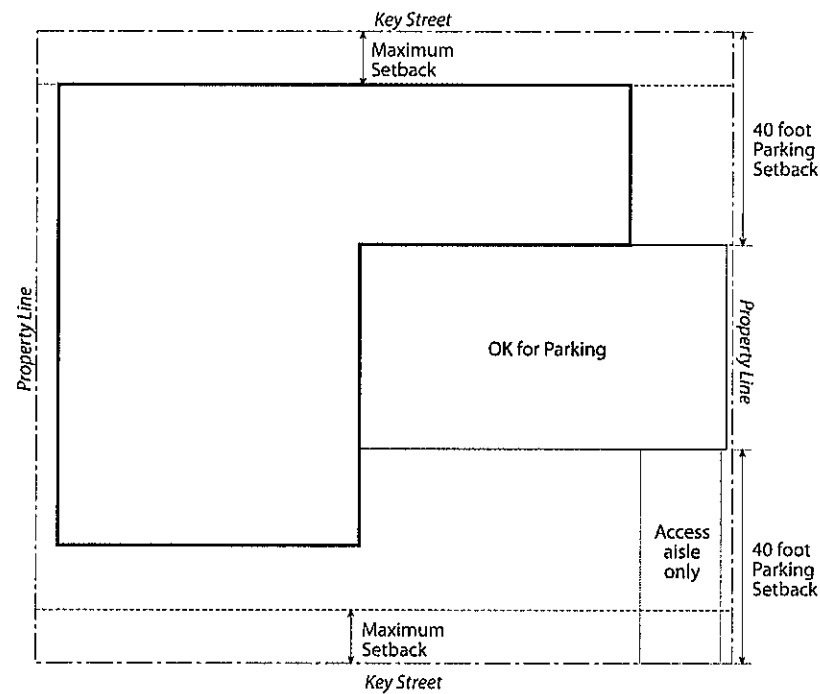 Key Street
Maximum
Setback
40 foot
Parking
Setback
Property Line
OK for Parking
Property Line
Access
aisle
only
40 foot
Parking
Setback
Maximum
Setback
Key Street